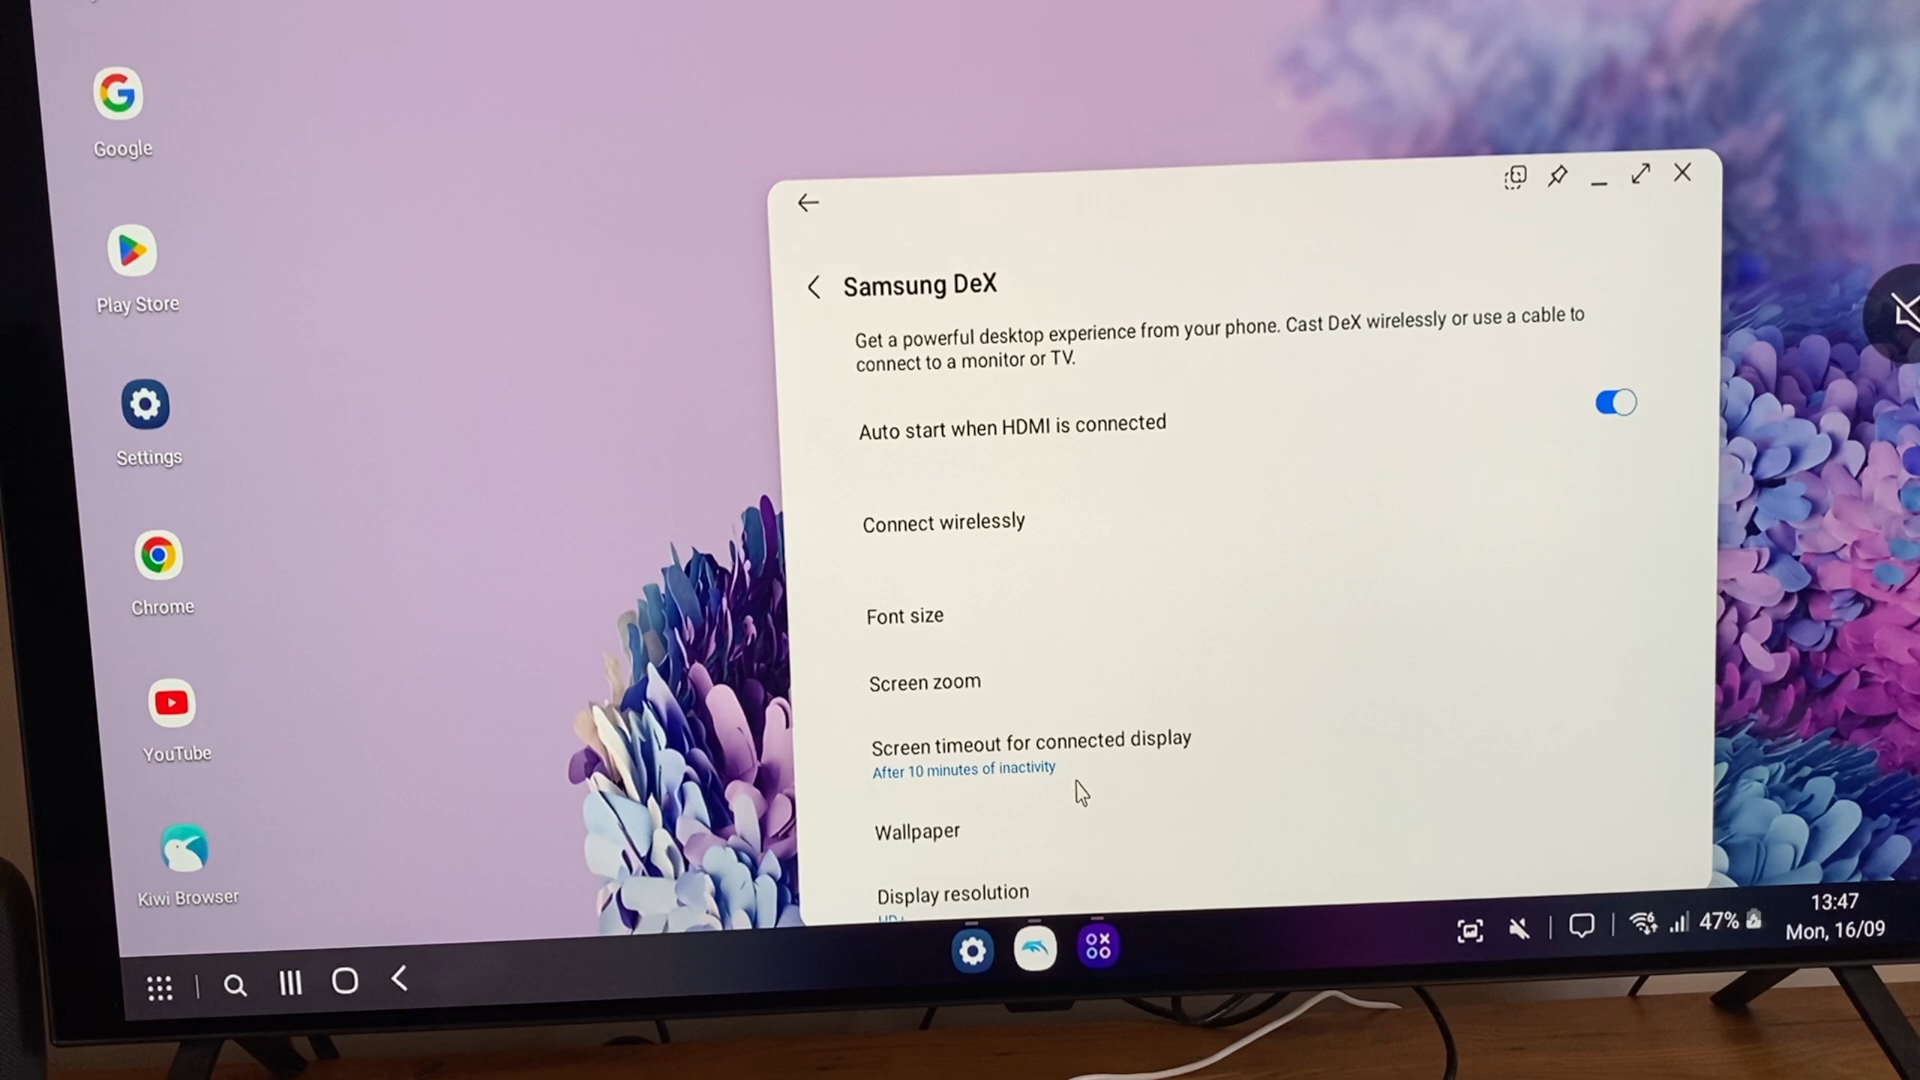 Google
Play Store
Settings
Chrome
YouTube
Kiwi Browser
Samsung DeX
Get a powerful desktop experience from your phone. Cast DeX wirelessly or use a cable to
connect to a monitor or TV.
Auto start when HDMI is connected
Connect wirelessly
Font size
Screen zoom
Screen timeout for connected display
After 10 minutes of inactivity
Wallpaper
Display resolution
47%
13:47
Mon, 16/09